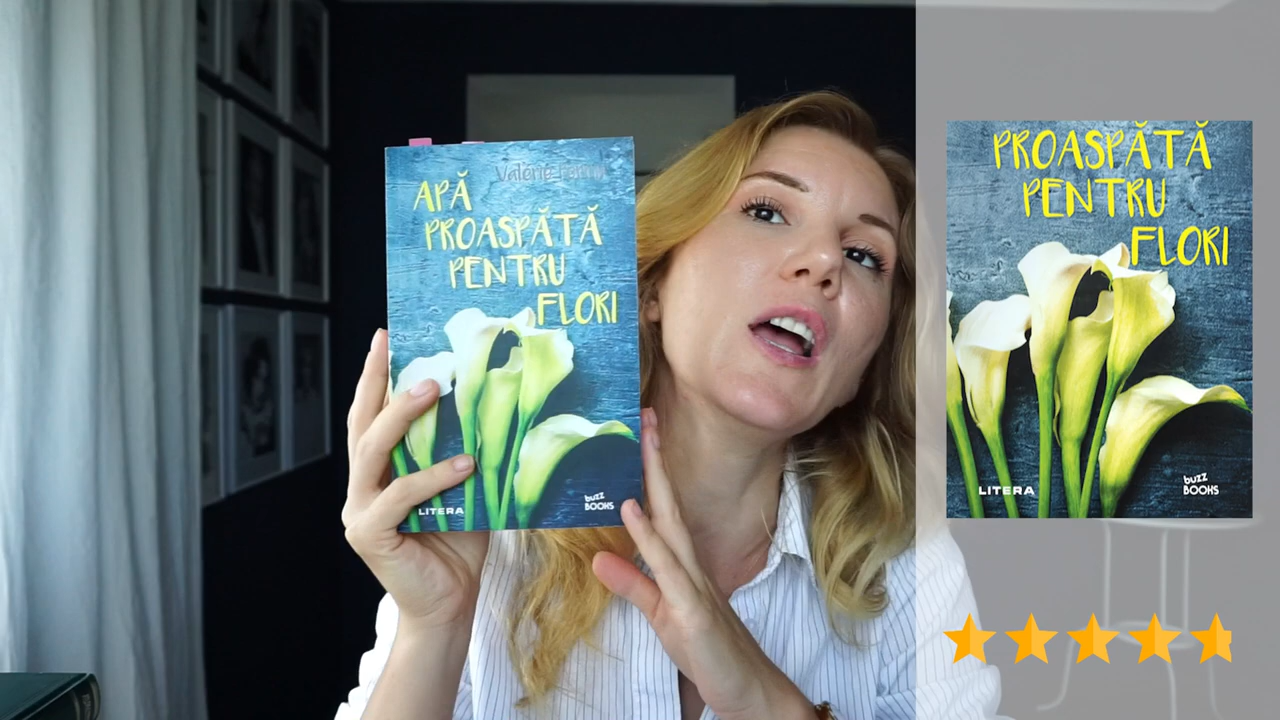 Valérie Perrin
APĂ
PROASPĂTĂ
PENTRU
FLORI
LITERA
buzz
BOOKS
PROASPĂTĂ
PENTRU
FLORI
LITERA
buzz
BOOKS